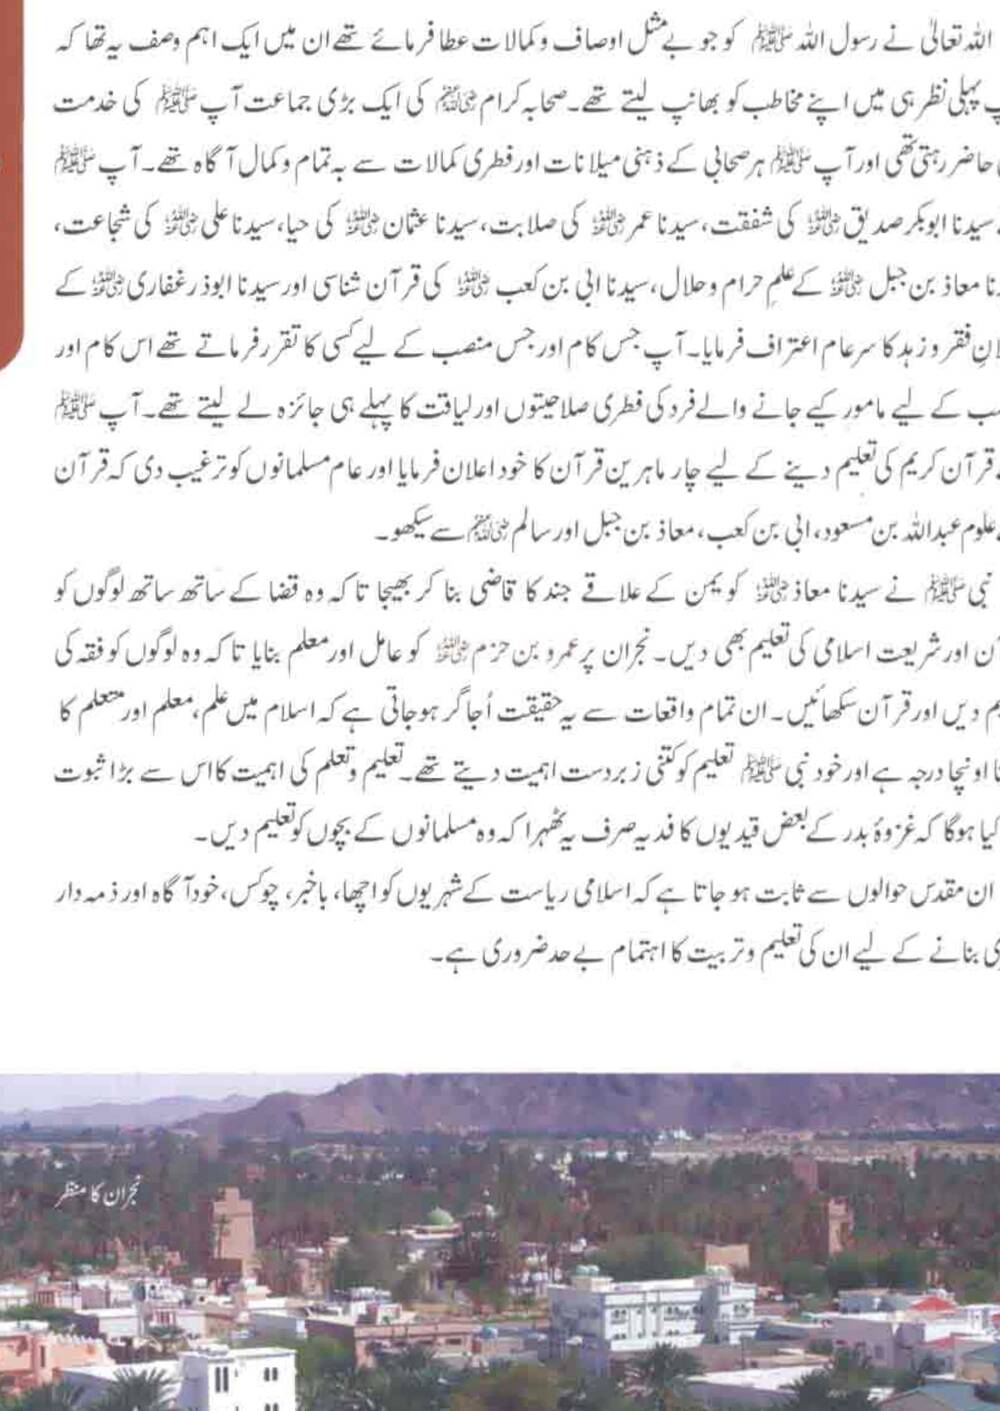 اللہ تعالیٰ نے رسول اللہ ﷺ کو جو بے مثل اوصاف و کمالات عطا فرمائے تھے ان میں ایک اہم وصف یہ تھا کہ
پہلی نظر ہی میں اپنے مخاطب کو بھانپ لیتے تھے۔ صحابہ کرام رضی اللہ عنہم کی ایک بڑی جماعت آپ ﷺ کی خدمت
حاضر رہتی تھی اور آپ ﷺ ہر صحابی کے ذہنی میلانات اور فطری کمالات سے بہ تمام و کمال آگاہ تھے۔ آپ ﷺ
سیدنا ابوبکر صدیق رضی اللہ عنہ کی شفقت، سیدنا عمر رضی اللہ عنہ کی صلابت، سیدنا عثمان رضی اللہ عنہ کی حیا، سیدنا علی رضی اللہ عنہ کی شجاعت،
معاذ بن جبل رضی اللہ عنہ کے علمِ حرام و حلال، سیدنا ابی بن کعب رضی اللہ عنہ کی قرآن شناسی اور سیدنا ابوذر غفاری رضی اللہ عنہ کے
فقر و زہد کا سرعام اعتراف فرمایا۔ آپ جس کام اور جس منصب کے لیے کسی کا تقرر فرماتے تھے اس کام اور
کے لیے مامور کیے جانے والے فرد کی فطری صلاحیتوں اور لیاقت کا پہلے ہی جائزہ لے لیتے تھے۔ آپ ﷺ
قرآن کریم کی تعلیم دینے کے لیے چار ماہرین قرآن کا خود اعلان فرمایا اور عام مسلمانوں کو ترغیب دی کہ قرآن
علوم عبداللہ بن مسعود، ابی بن کعب، معاذ بن جبل اور سالم رضی اللہ عنہم سے سیکھو۔
نبی ﷺ نے سیدنا معاذ رضی اللہ عنہ کو یمن کے علاقے جند کا قاضی بنا کر بھیجا تا کہ وہ قضا کے ساتھ ساتھ لوگوں کو
اور شریعت اسلامی کی تعلیم بھی دیں۔ نجران پر عمرو بن حزم رضی اللہ عنہ کو عامل اور معلم بنایا تا کہ وہ لوگوں کو فقہ کی
دیں اور قرآن سکھائیں۔ ان تمام واقعات سے یہ حقیقت اُجاگر ہو جاتی ہے کہ اسلام میں علم، معلم اور متعلم کا
اونچا درجہ ہے اور خود نبی ﷺ تعلیم کو کتنی زبردست اہمیت دیتے تھے۔ تعلیم و تعلم کی اہمیت کا اس سے بڑا ثبوت
کیا ہوگا کہ غزوۂ بدر کے بعض قیدیوں کا فدیہ صرف یہ ٹھہرا کہ وہ مسلمانوں کے بچوں کو تعلیم دیں۔
ان مقدس حوالوں سے ثابت ہو جاتا ہے کہ اسلامی ریاست کے شہریوں کو اچھا، باخبر، چوکس، خود آگاہ اور ذمہ دار
بنانے کے لیے ان کی تعلیم و تربیت کا اہتمام بے حد ضروری ہے۔
نجران کا منظر